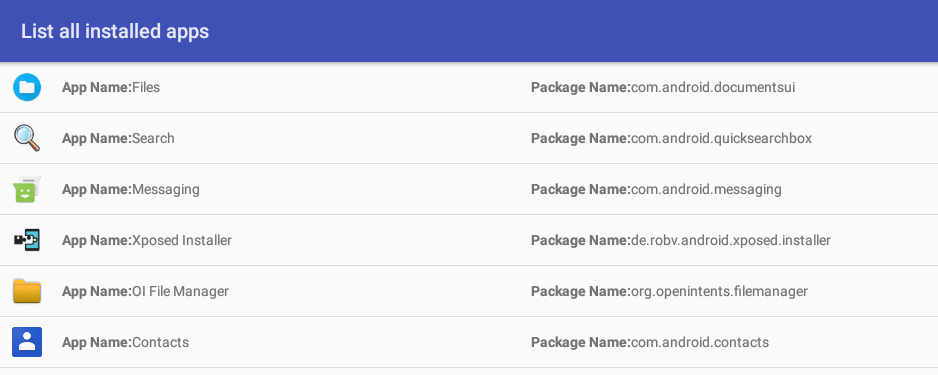 List all installed apps
App Name:Files Package Name:com.android.documentsui
App Name:Search Package Name:com.android.quicksearchbox
App Name:Messaging Package Name:com.android.messaging
App Name:Xposed Installer Package Name:de.robv.android.xposed.installer
App Name:OI File Manager Package Name:org.openintents.filemanager
App Name:Contacts Package Name:com.android.contacts